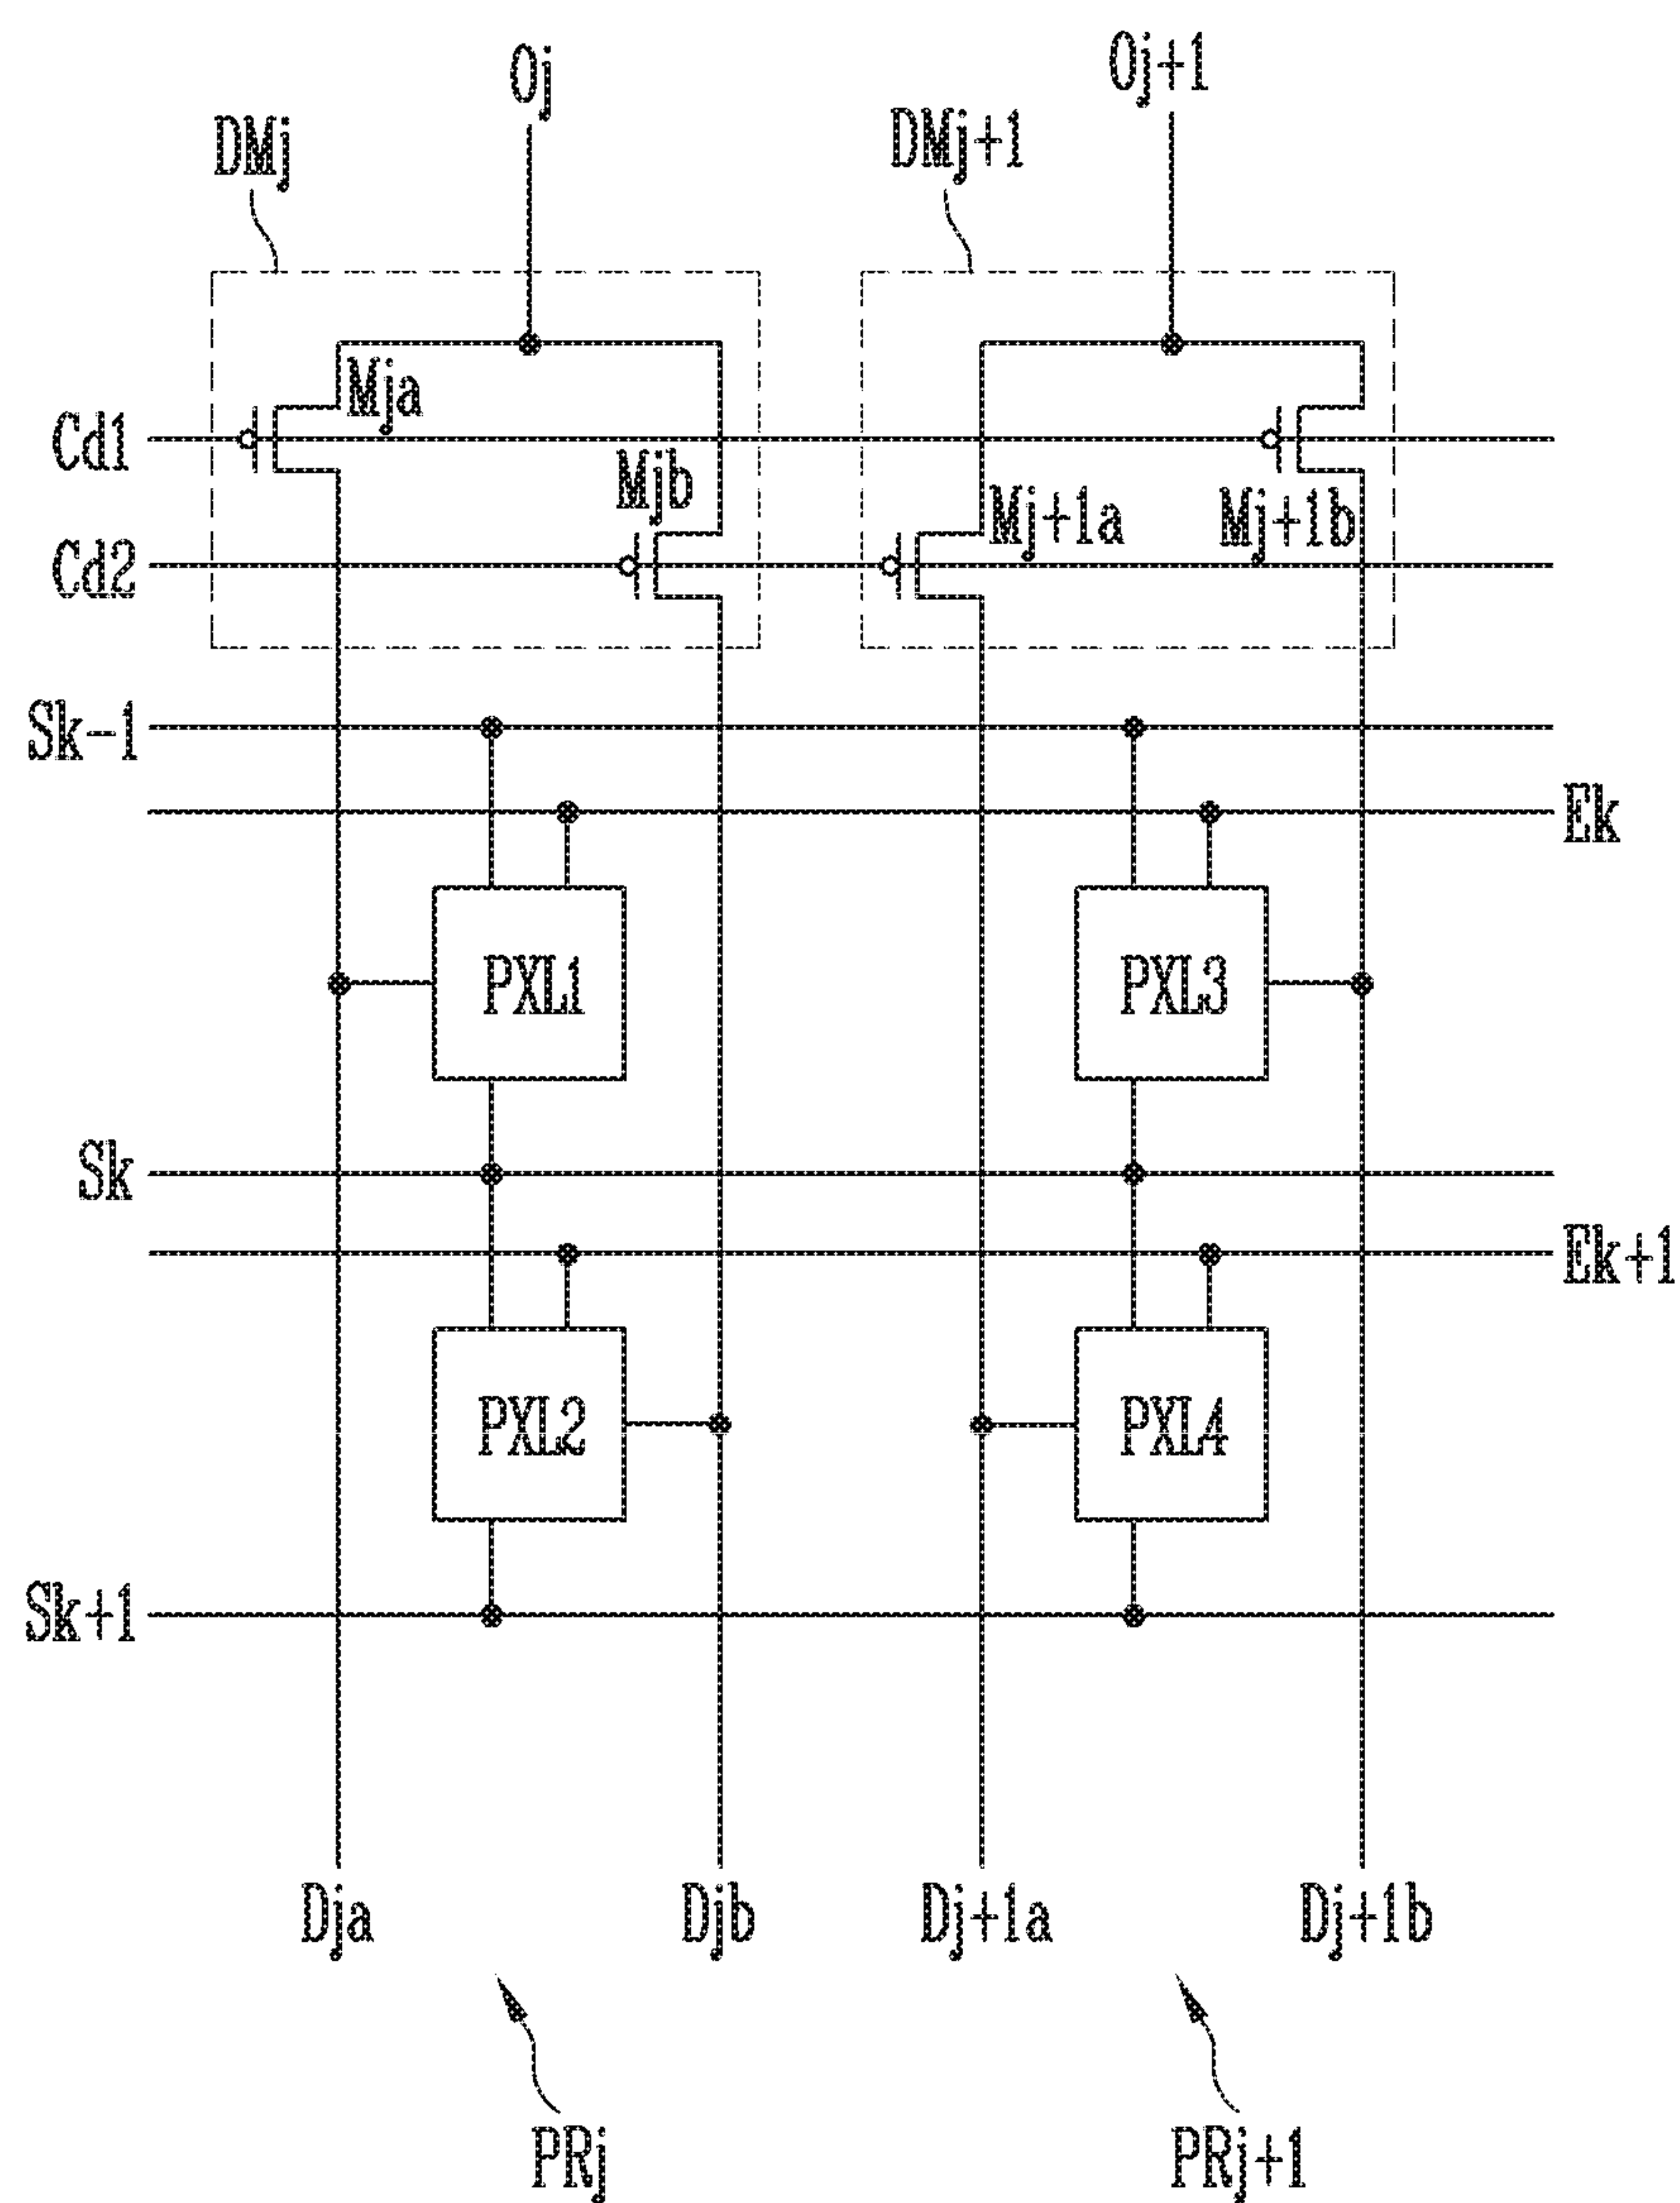 Oj
Oj+1
DMj
DMj+1
Mja
Cd1
Mjb
Mj+1a
Mj+1b
Cd2
Sk-1
Ek
PXL1
PXL3
Sk
Ek+1
PXL2
PXL4
Sk+1
Dja
Djb
Dj+1a
Dj+1b
PRj
PRj+1